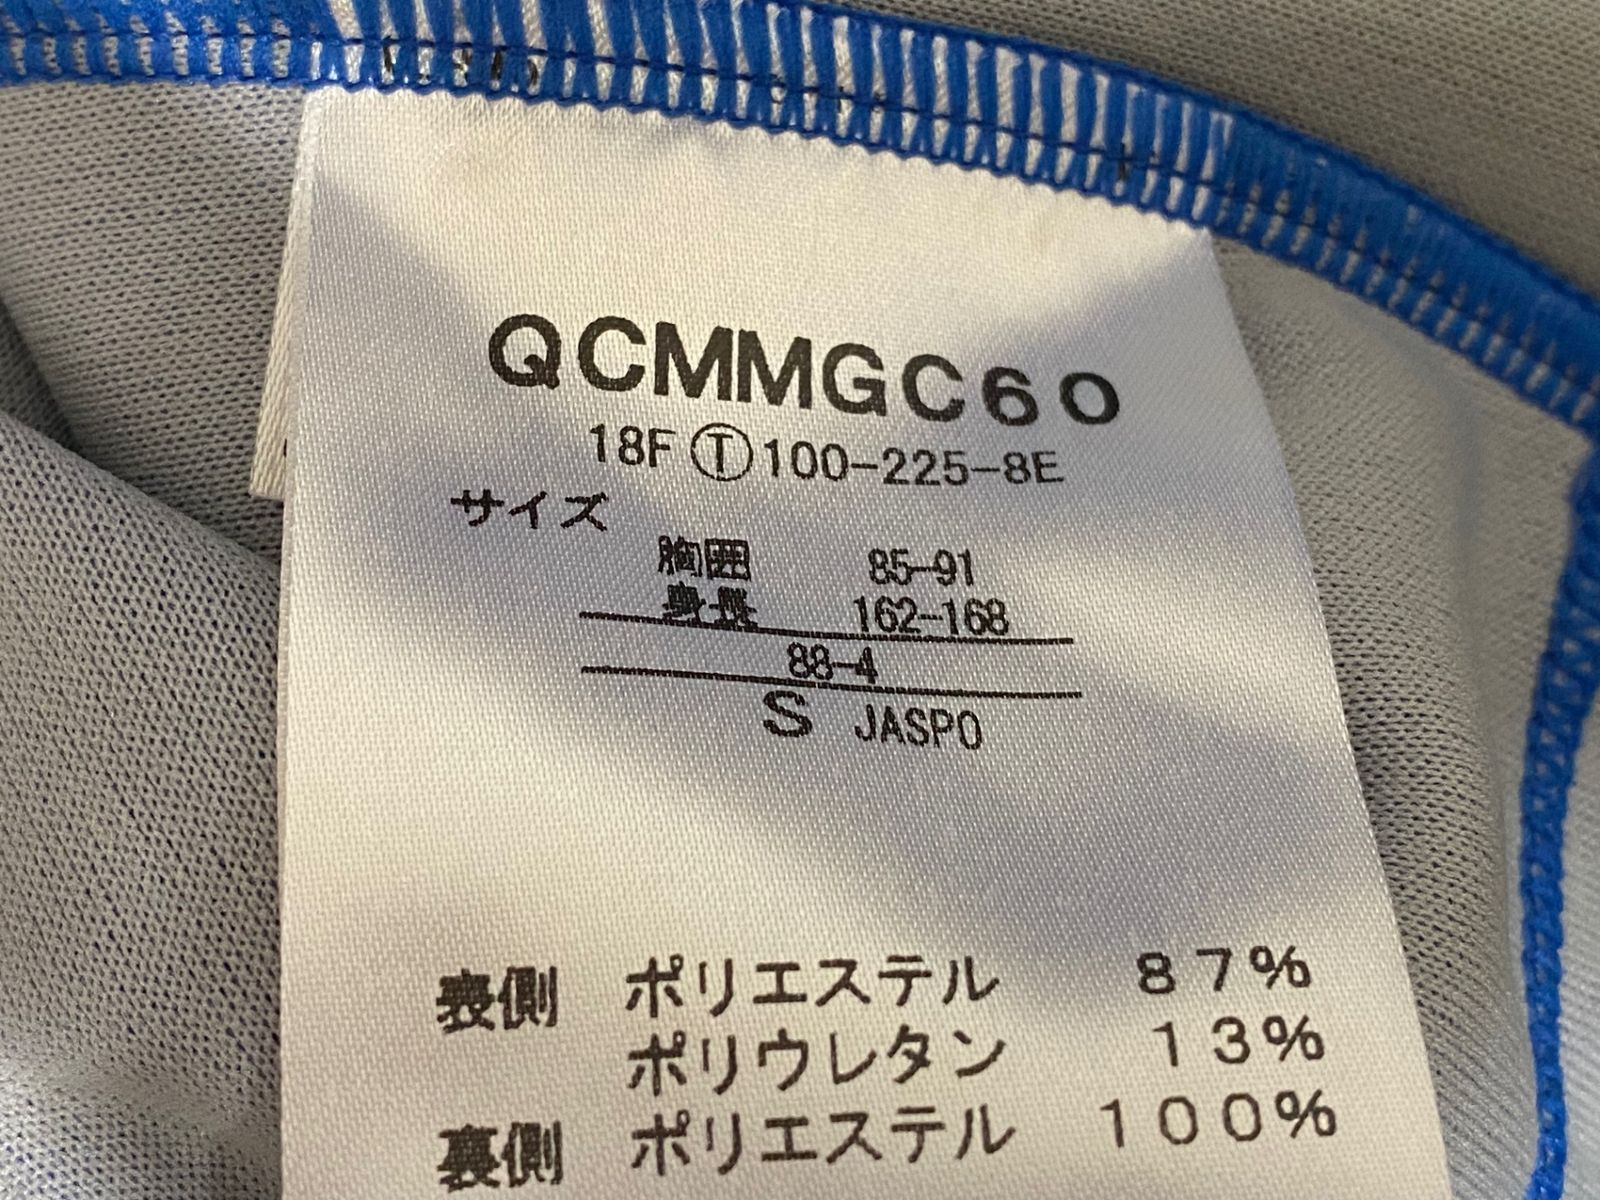 QCMMGC60
18F Ⓣ 100-225-8E
サイズ
胸囲 85-91
身長 162-168
88-4
S JASPO
表側 ポリエステル 87%
ポリウレタン 13%
裏側 ポリエステル 100%